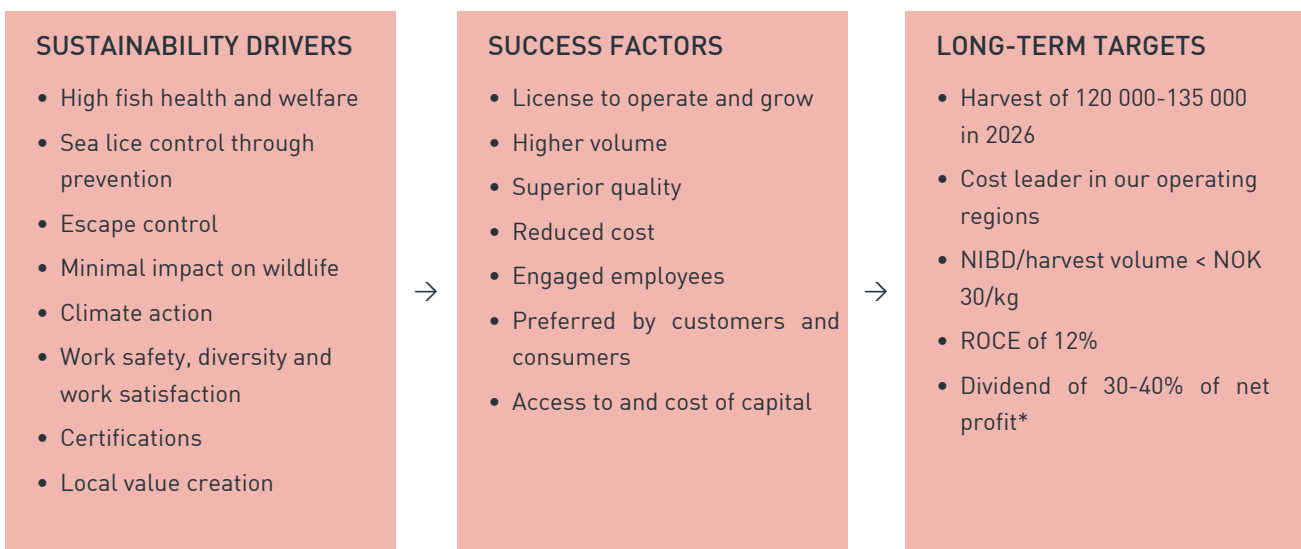 SUSTAINABILITY DRIVERS
• High fish health and welfare
• Sea lice control through
prevention
• Escape control
• Minimal impact on wildlife
• Climate action
• Work safety, diversity and
work satisfaction
• Certifications
• Local value creation
→
SUCCESS FACTORS
• License to operate and grow
• Higher volume
• Superior quality
• Reduced cost
• Engaged employees
• Preferred by customers and
consumers
• Access to and cost of capital
→
LONG-TERM TARGETS
• Harvest of 120 000-135 000
in 2026
• Cost leader in our operating
regions
• NIBD/harvest volume < NOK
30/kg
• ROCE of 12%
• Dividend of 30-40% of net
profit*